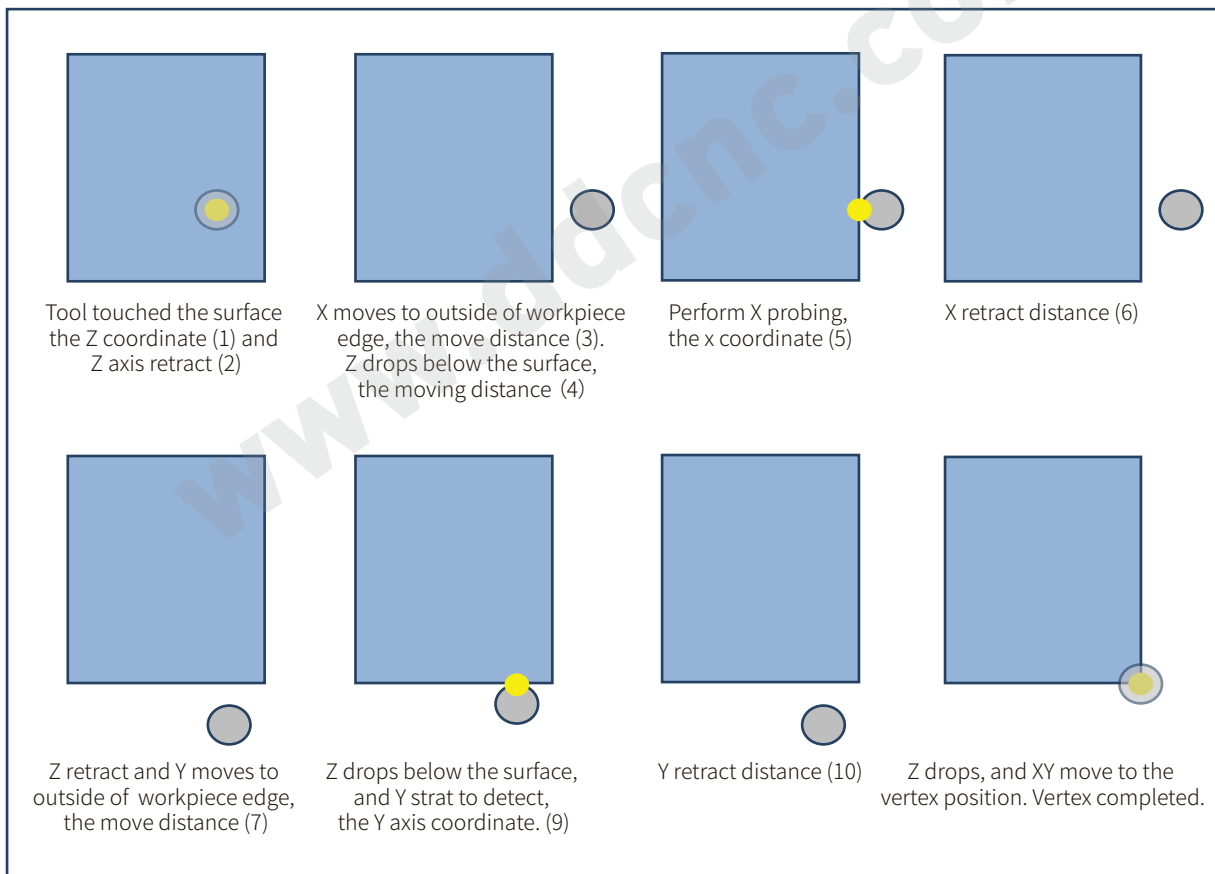 www.ddcnc.co
Tool touched the surface
the Z coordinate (1) and
Z axis retract (2)
X moves to outside of workpiece
edge, the move distance (3).
Z drops below the surface,
the moving distance (4)
Perform X probing,
the x coordinate (5)
X retract distance (6)
Z retract and Y moves to
outside of workpiece edge,
the move distance (7)
Z drops below the surface,
and Y strat to detect,
the Y axis coordinate. (9)
Y retract distance (10)
Z drops, and XY move to the
vertex position. Vertex completed.